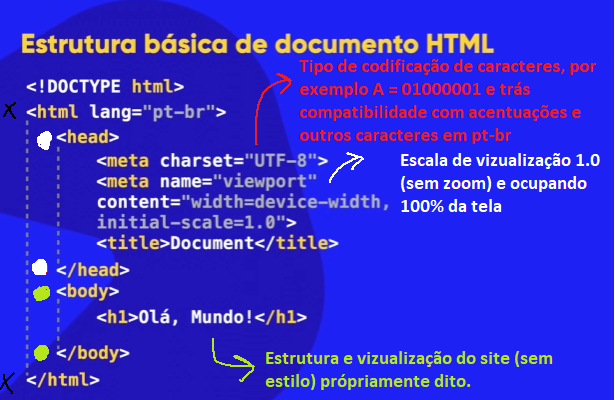 Estrutura básica de documento HTML
Tipo de codificação de caracteres, por
exemplo A = 01000001 e trás
compatibilidade com acentuações e
outros caracteres em pt-br
<!DOCTYPE html>
X <html lang="pt-br">
<head>
<meta charset="UTF-8">
<meta name="viewport"
content="width=device-width,
initial-scale=1.0">
Escala de vizualização 1.0
(sem zoom) e ocupando
100% da tela
<title>Document</title>
</head>
<body>
<h1>Olá, Mundo!</h1>
</body>
Estrutura e vizualização do site (sem
estilo) própriamente dito.
X </html>